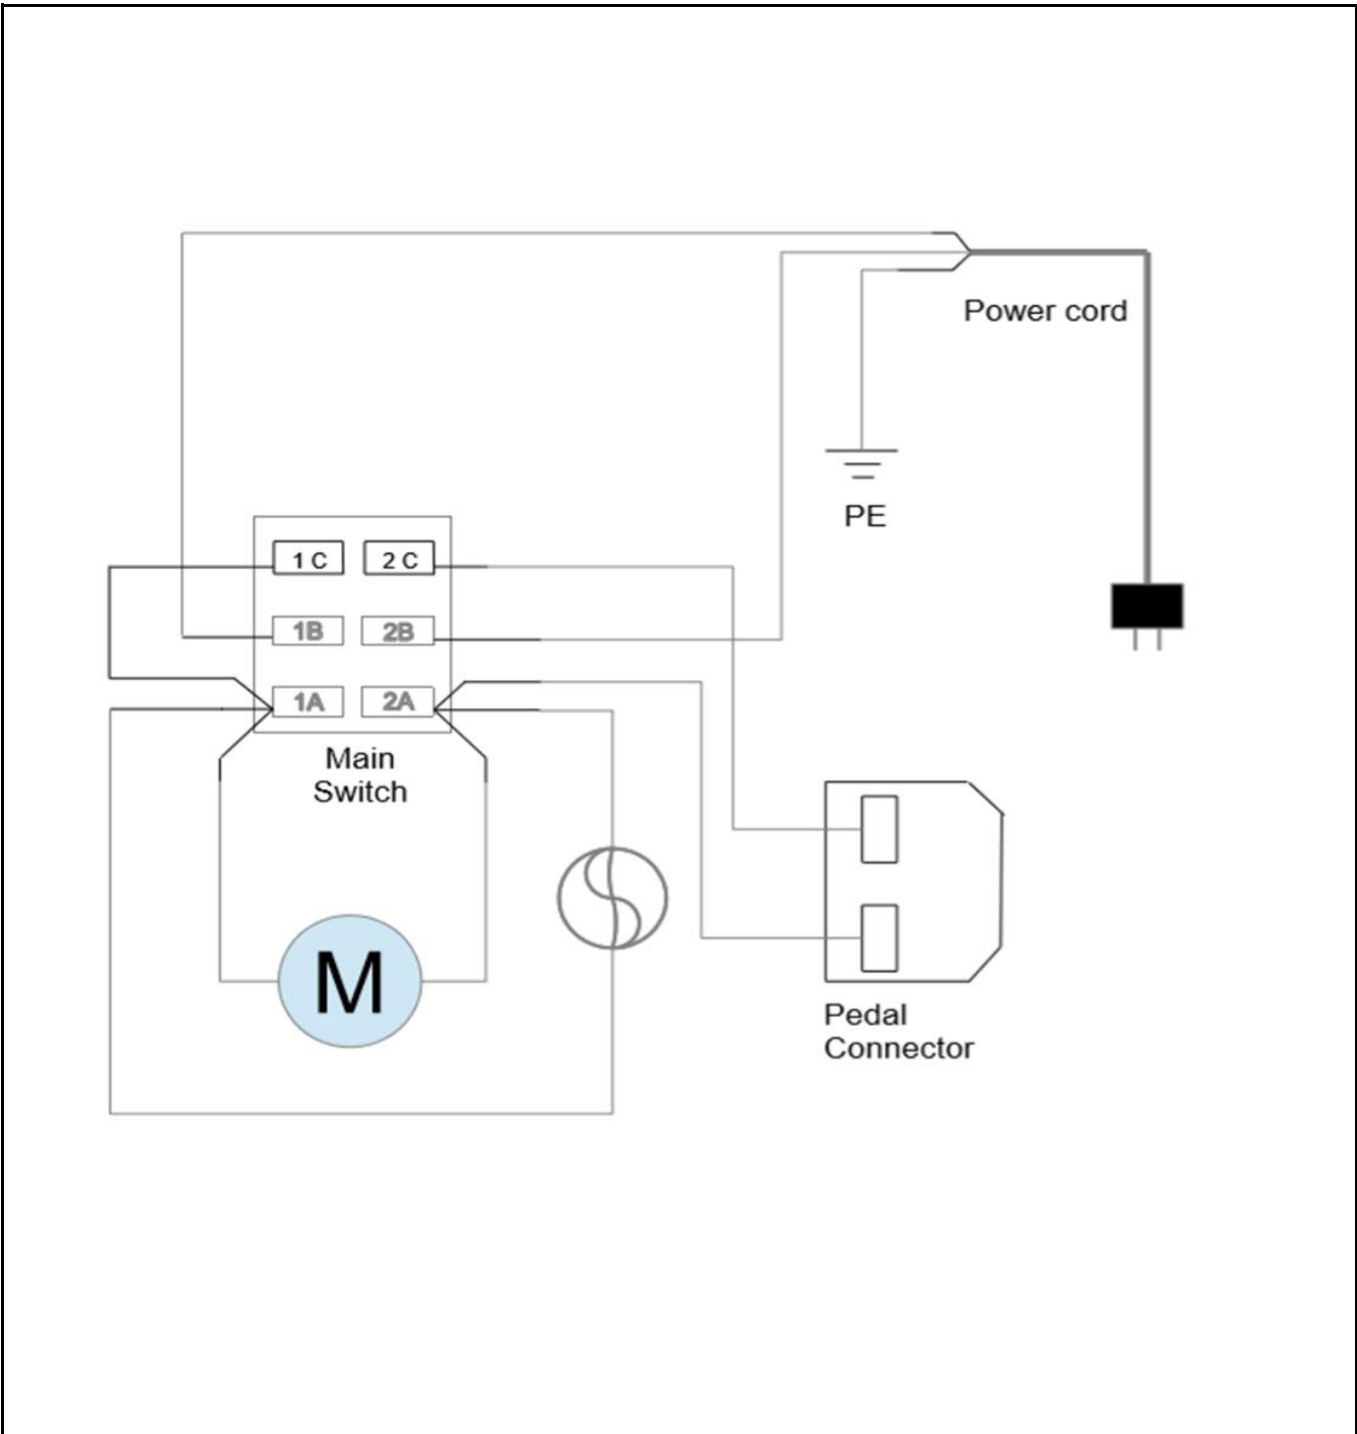 Power cord
PE
1 C 2 C
1B 2B
1A 2A
Main
Switch
M
Pedal
Connector